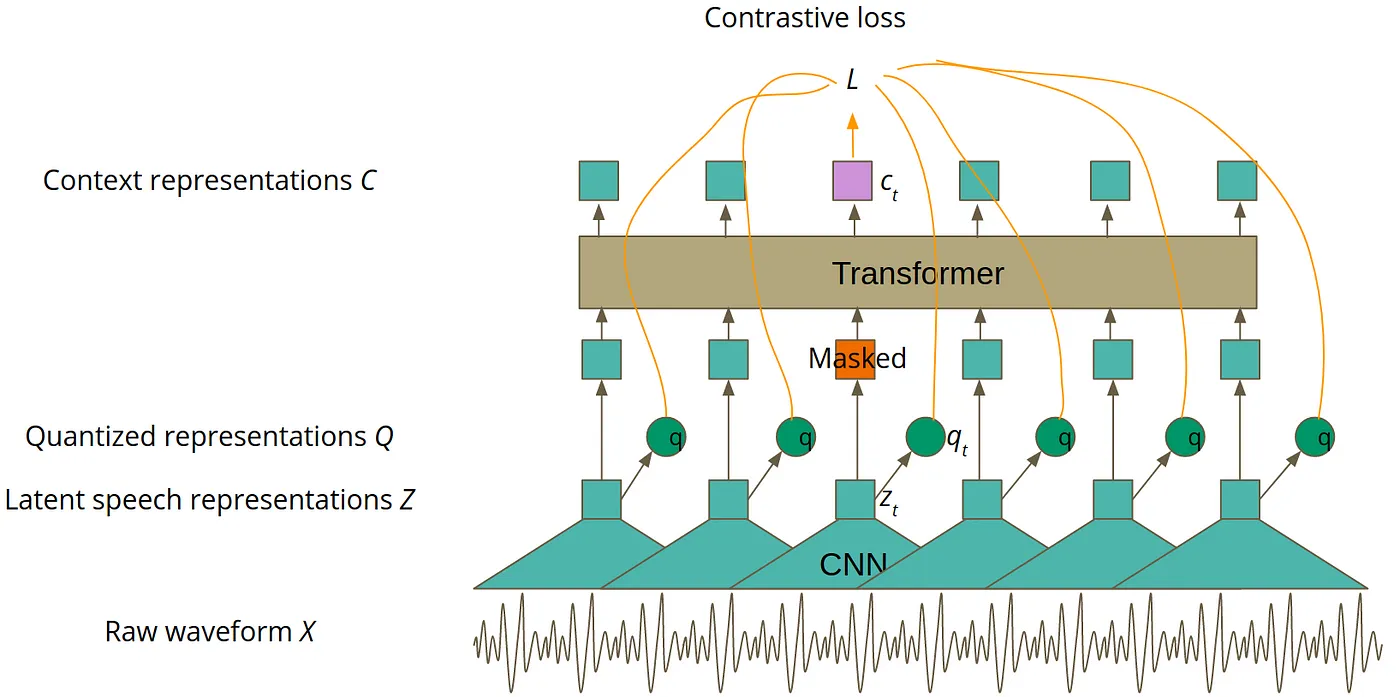 Contrastive loss
L
Context representations C
c_t
Transformer
Masked
Quantized representations Q
q q q_t q q q
Latent speech representations Z
z_t
CNN
Raw waveform X